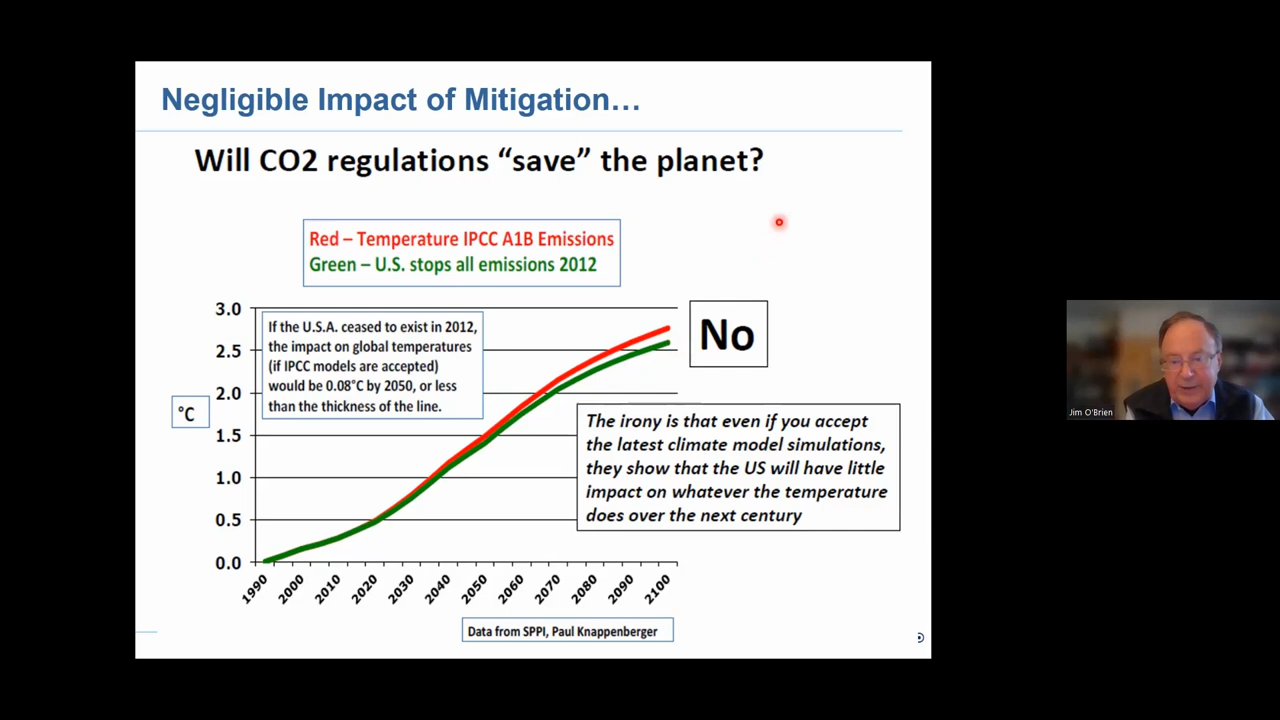 Negligible Impact of Mitigation…
Will CO2 regulations “save” the planet?
Red – Temperature IPCC A1B Emissions
Green – U.S. stops all emissions 2012
3.0
2.5
2.0
1.5
1.0
0.5
0.0
°C
If the U.S.A. ceased to exist in 2012,
the impact on global temperatures
(if IPCC models are accepted)
would be 0.08°C by 2050, or less
than the thickness of the line.
No
The irony is that even if you accept
the latest climate model simulations,
they show that the US will have little
impact on whatever the temperature
does over the next century
1990
2000
2010
2020
2030
2040
2050
2060
2070
2080
2090
2100
Data from SPPI, Paul Knappenberger
Jim O'Brien